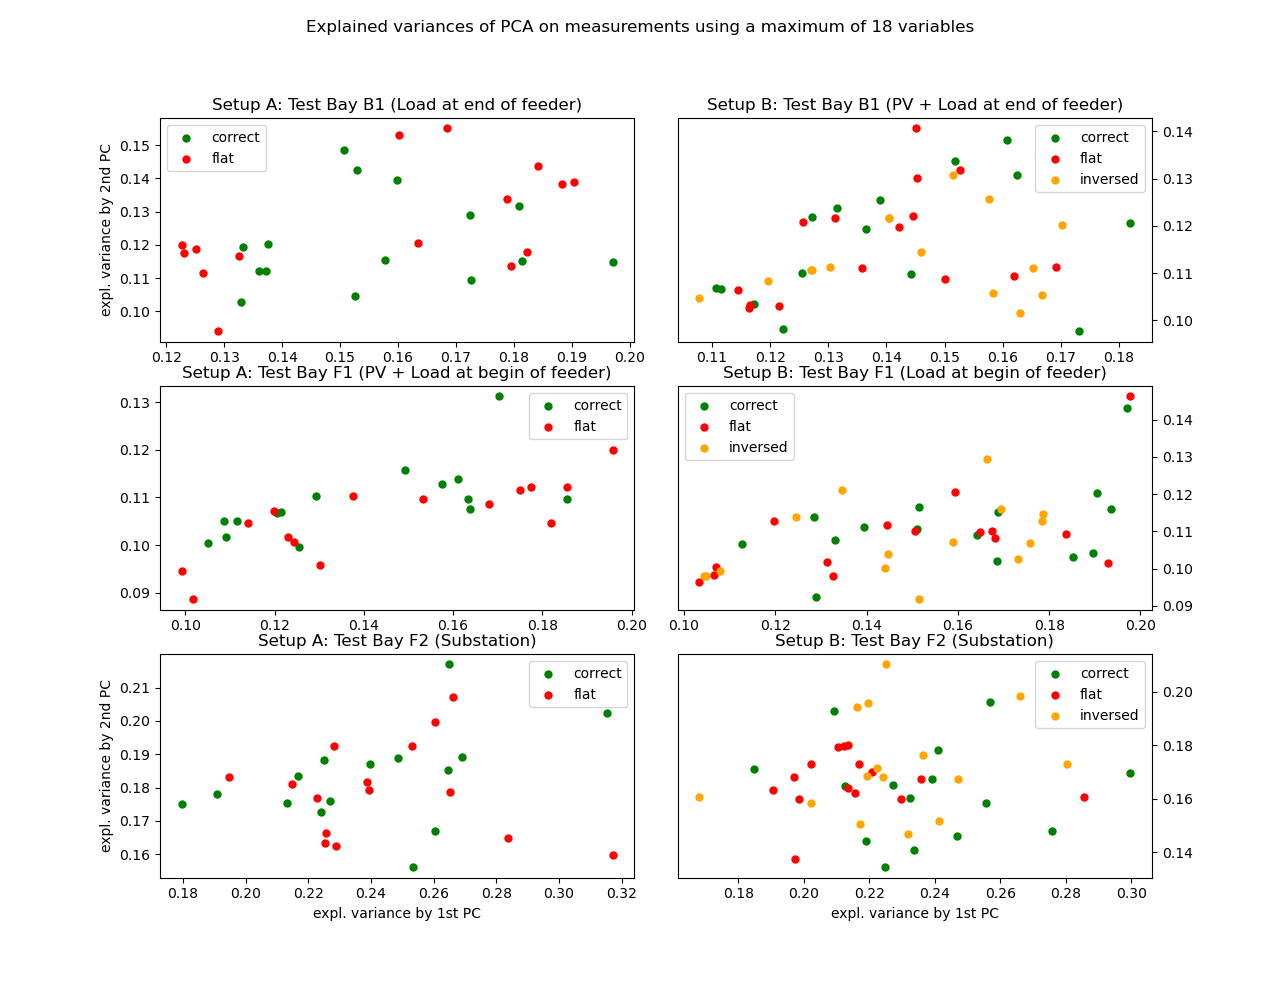 Explained variances of PCA on measurements using a maximum of 18 variables
Setup A: Test Bay B1 (Load at end of feeder)
expl. variance by 2nd PC
0.15
0.14
0.13
0.12
0.11
0.10
correct
flat
0.12 0.13 0.14 0.15 0.16 0.17 0.18 0.19 0.20
Setup B: Test Bay B1 (PV + Load at end of feeder)
correct
flat
inversed
0.14
0.13
0.12
0.11
0.10
0.11 0.12 0.13 0.14 0.15 0.16 0.17 0.18
Setup A: Test Bay F1 (PV + Load at begin of feeder)
0.13
0.12
0.11
0.10
0.09
correct
flat
0.10 0.12 0.14 0.16 0.18 0.20
Setup B: Test Bay F1 (Load at begin of feeder)
correct
flat
inversed
0.14
0.13
0.12
0.11
0.10
0.09
0.10 0.12 0.14 0.16 0.18 0.20
Setup A: Test Bay F2 (Substation)
expl. variance by 2nd PC
0.21
0.20
0.19
0.18
0.17
0.16
correct
flat
0.18 0.20 0.22 0.24 0.26 0.28 0.30 0.32
expl. variance by 1st PC
Setup B: Test Bay F2 (Substation)
correct
flat
inversed
0.20
0.18
0.16
0.14
0.18 0.20 0.22 0.24 0.26 0.28 0.30
expl. variance by 1st PC